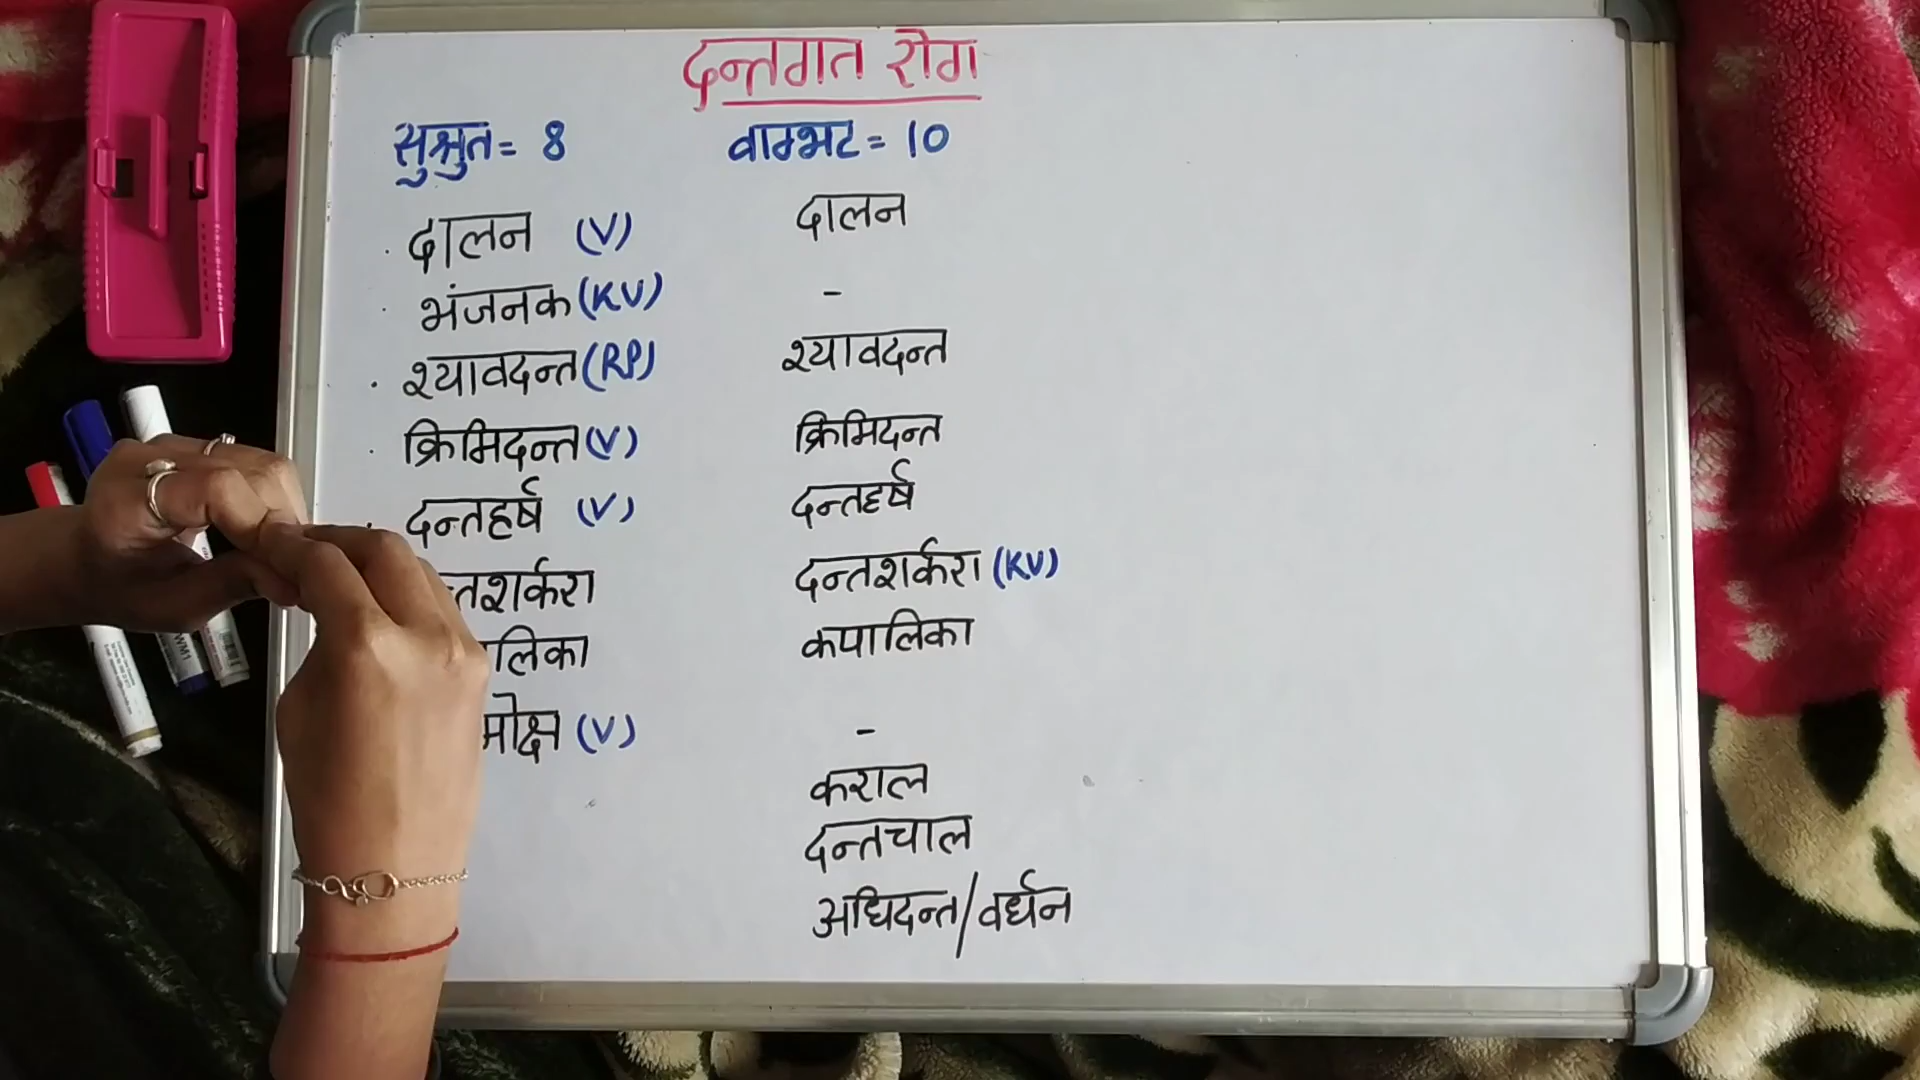 दन्तगत रोग
सुश्रुत = 8 वाग्भट = 10
दालन (V) दालन
भंजनक (KV) -
श्यावदन्त (RP) श्यावदन्त
क्रिमिदन्त (V) क्रिमिदन्त
दन्तहर्ष (V) दन्तहर्ष
न्तशर्करा दन्तशर्करा (KV)
लिका कपालिका
मोक्ष (V) -
कराल
दन्तचाल
अधिदन्त/वर्धन
WM1